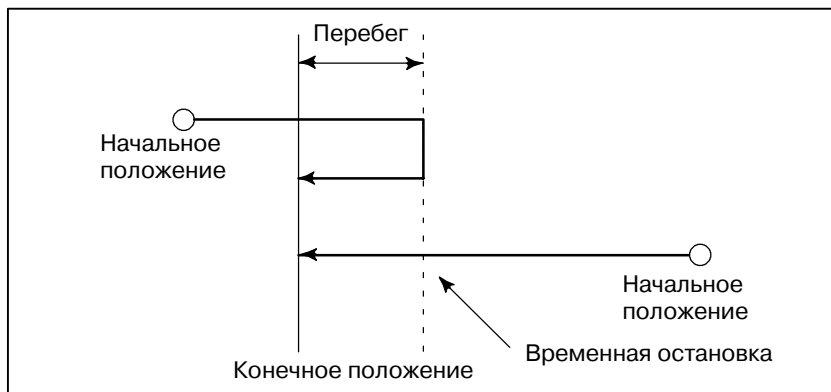 Перебег
Начальное
положение
Начальное
положение
Временная остановка
Конечное положение